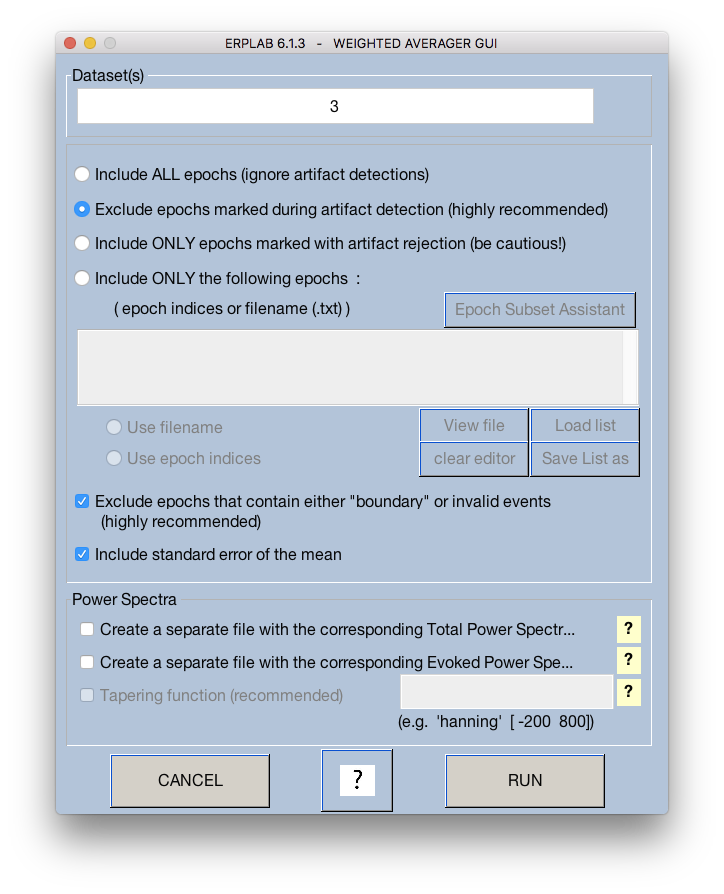 ERPLAB 6.1.3 - WEIGHTED AVERAGER GUI
Dataset(s)
3
Include ALL epochs (ignore artifact detections)
Exclude epochs marked during artifact detection (highly recommended)
Include ONLY epochs marked with artifact rejection (be cautious!)
Include ONLY the following epochs :
( epoch indices or filename (.txt) )
Epoch Subset Assistant
Use filename
View file
Load list
Use epoch indices
clear editor
Save List as
Exclude epochs that contain either "boundary" or invalid events
(highly recommended)
Include standard error of the mean
Power Spectra
Create a separate file with the corresponding Total Power Spectr...
?
Create a separate file with the corresponding Evoked Power Spe...
?
Tapering function (recommended)
?
(e.g. 'hanning' [ -200 800])
CANCEL
?
RUN